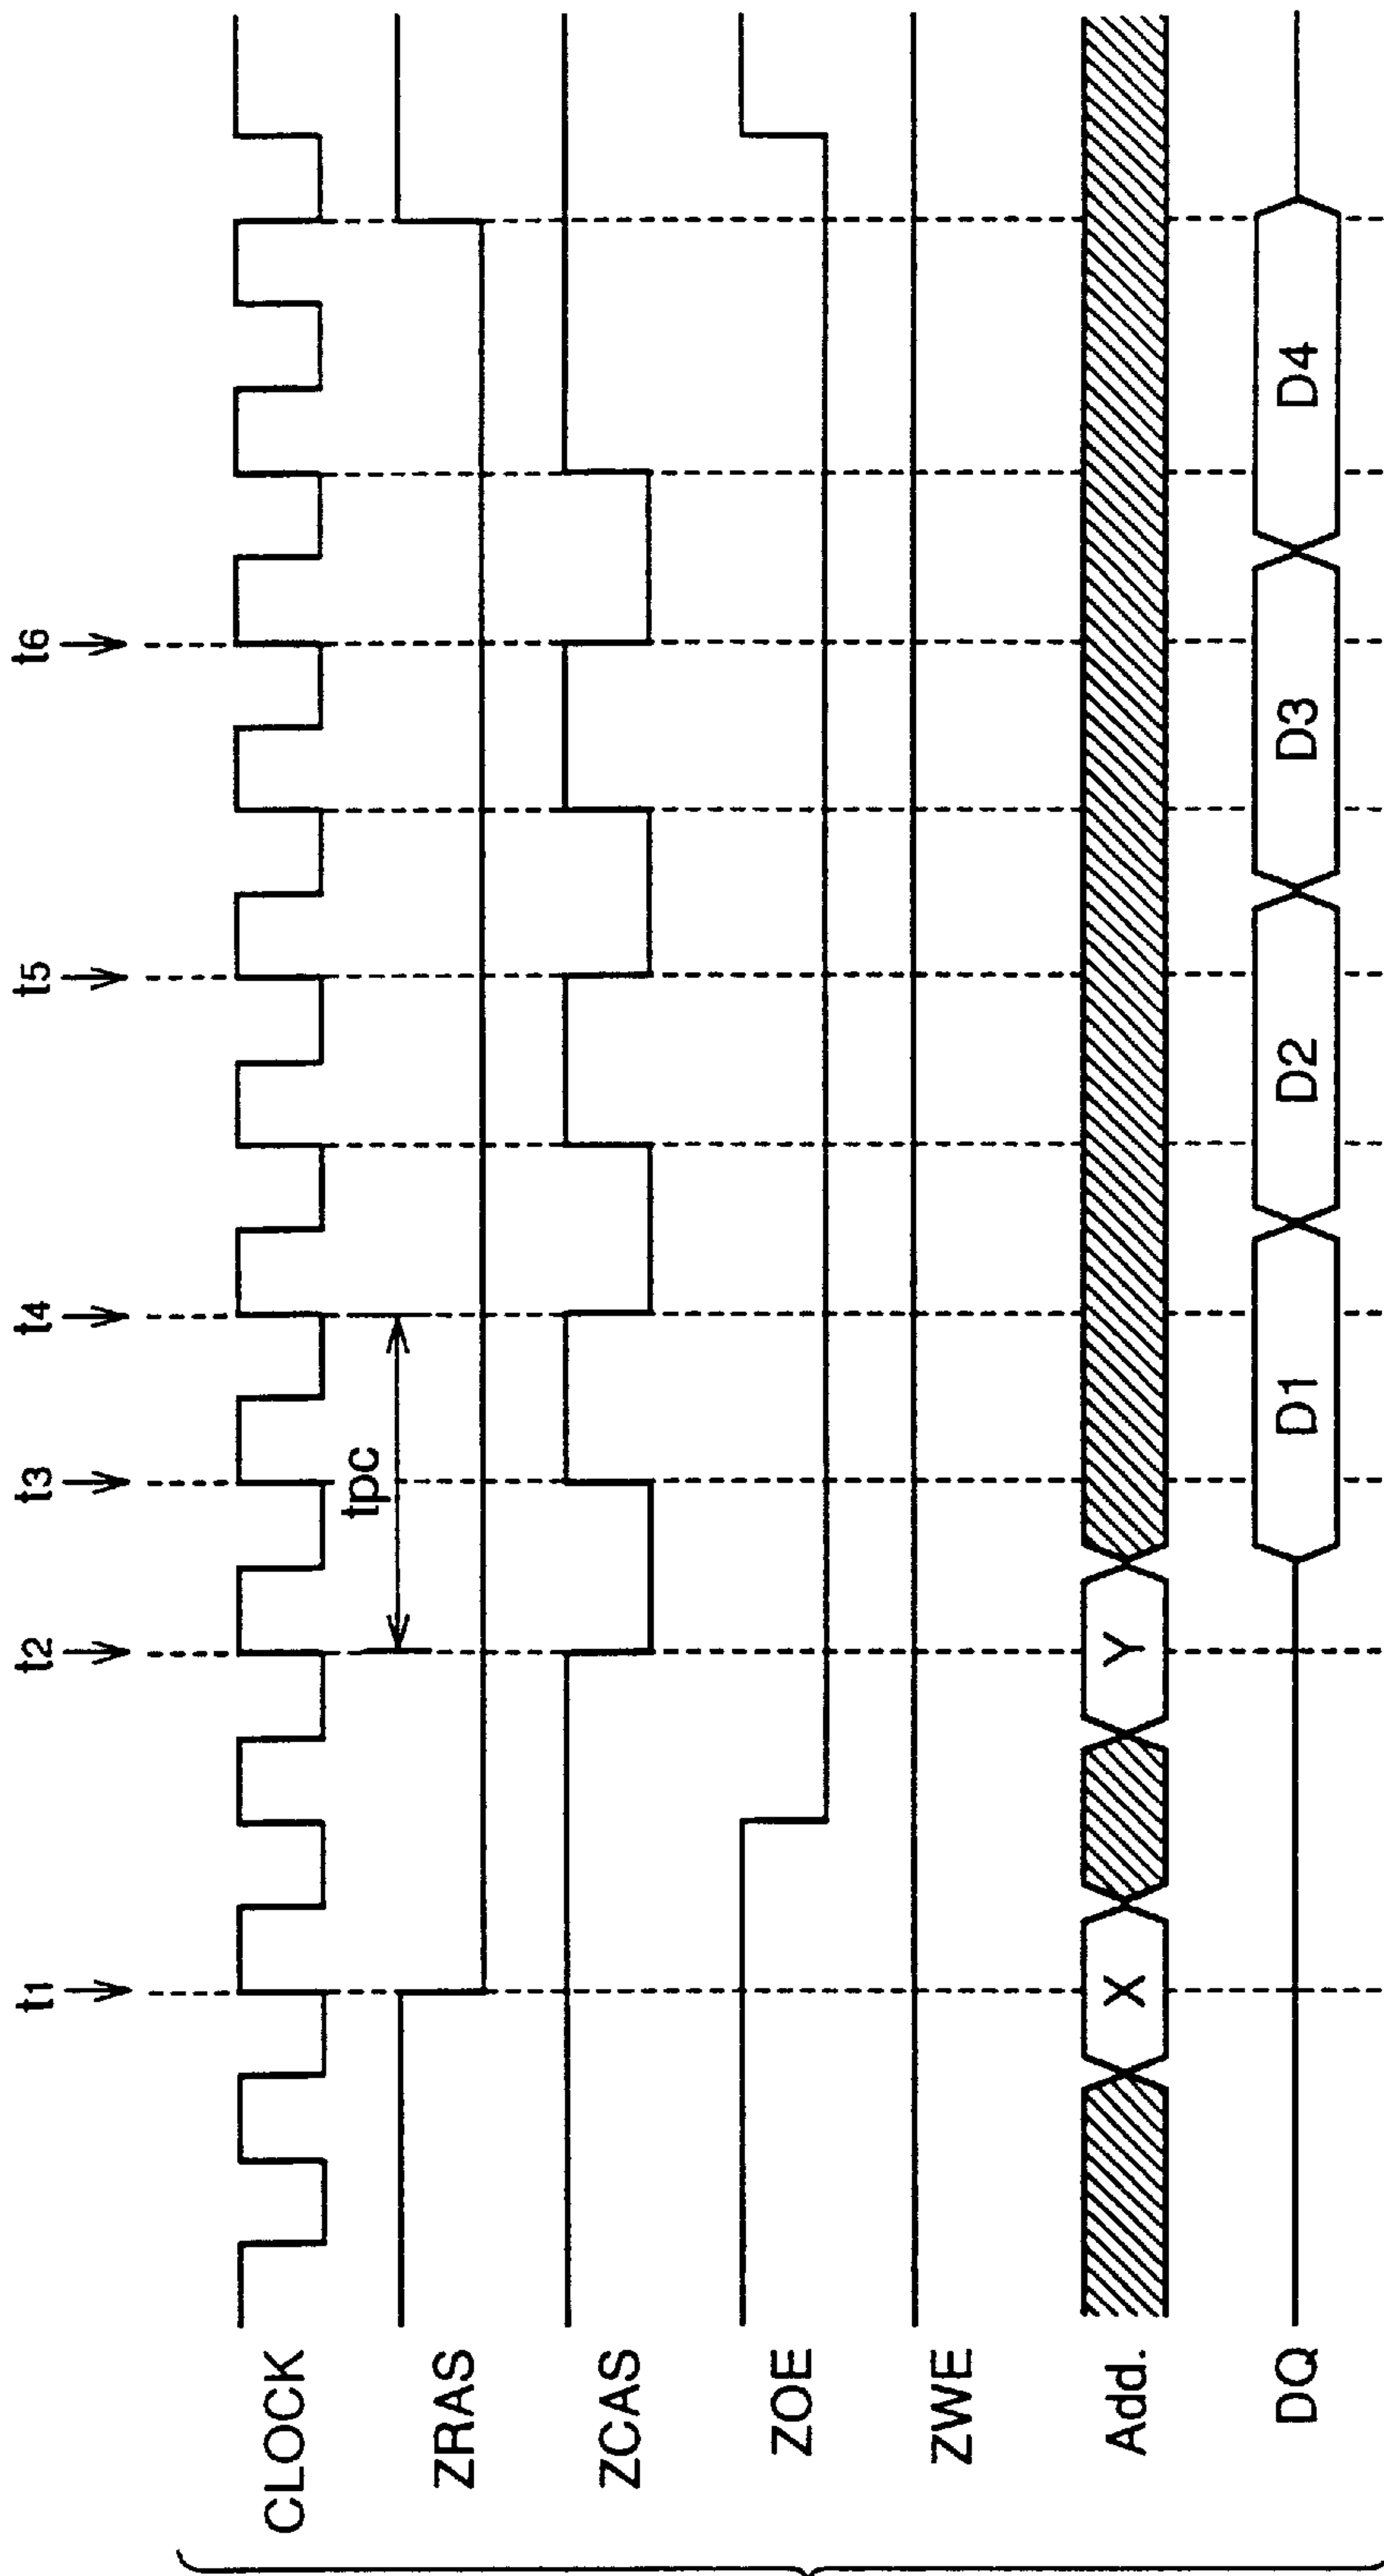 t1 t2 t3 t4 t5 t6
CLOCK
tpc
ZRAS
ZCAS
ZOE
ZWE
Add. X Y
DQ D1 D2 D3 D4